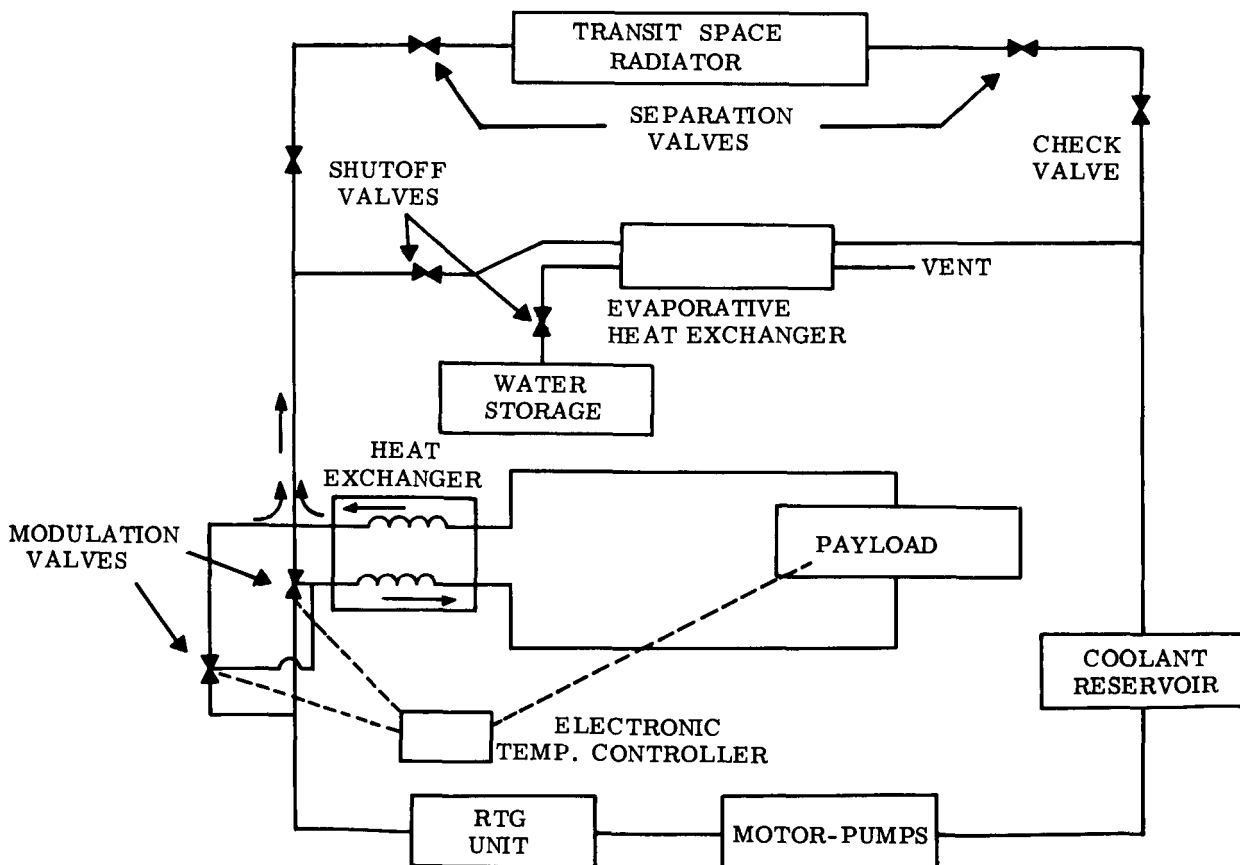 TRANSIT SPACE
RADIATOR
SEPARATION
VALVES
CHECK
VALVE
SHUTOFF
VALVES
VENT
EVAPORATIVE
HEAT EXCHANGER
WATER
STORAGE
HEAT
EXCHANGER
MODULATION
VALVES
PAYLOAD
COOLANT
RESERVOIR
ELECTRONIC
TEMP. CONTROLLER
RTG
UNIT
MOTOR-PUMPS